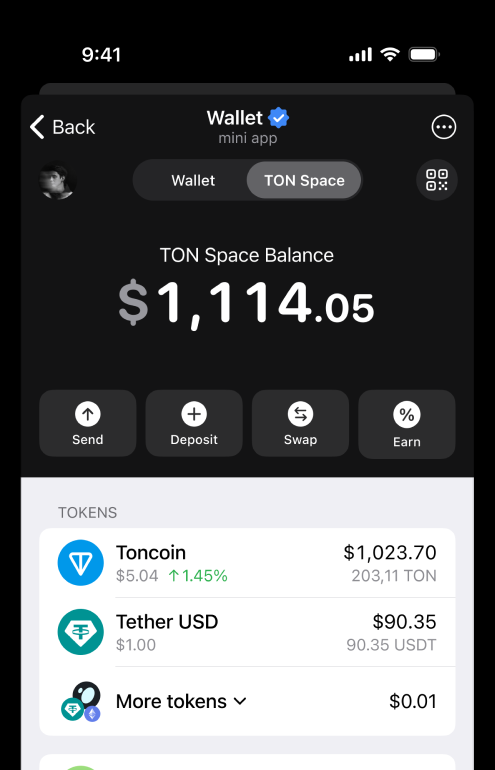 9:41
Back
Wallet
mini app
Wallet
TON Space
TON Space Balance
$1,114.05
Send
Deposit
Swap
Earn
%
TOKENS
Toncoin
$1,023.70
$5.04 ↑1.45%
203,11 TON
Tether USD
$90.35
$1.00
90.35 USDT
More tokens
$0.01